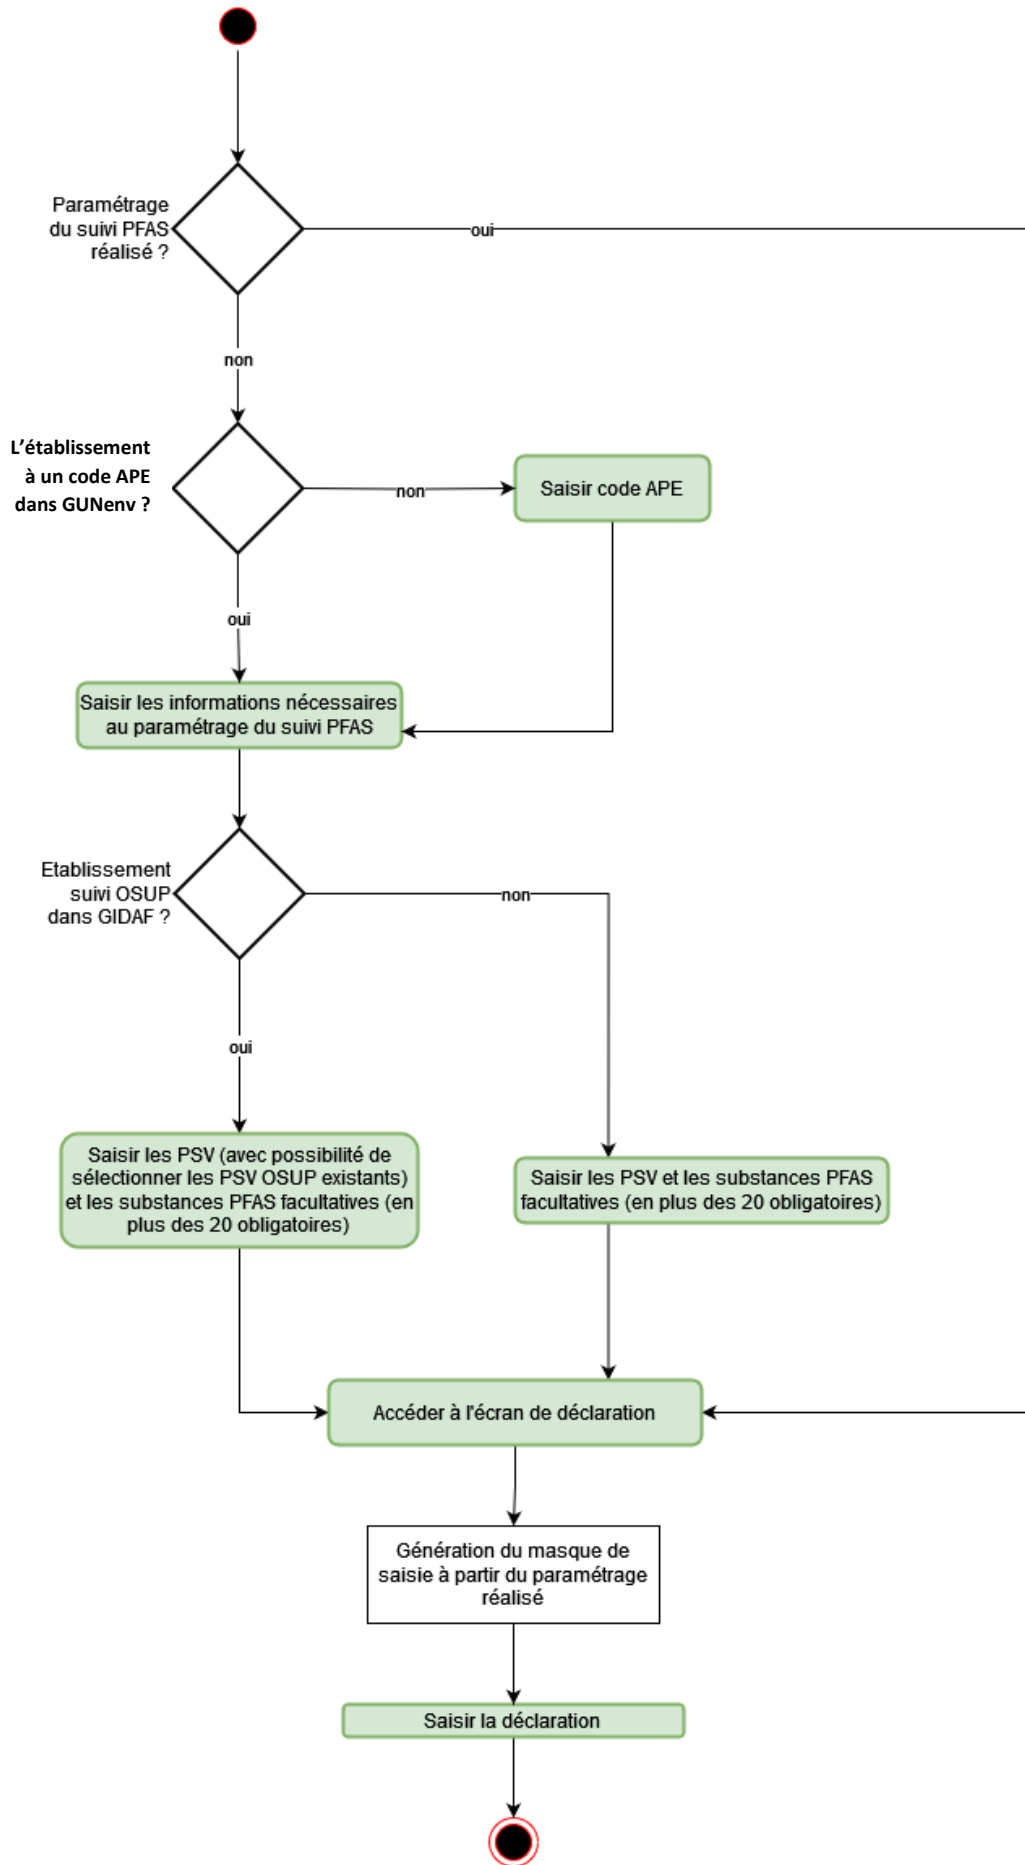 Paramétrage
du suivi PFAS
réalisé ?
oui
non
L'établissement
à un code APE
dans GUNenv ?
non
Saisir code APE
oui
Saisir les informations nécessaires
au paramétrage du suivi PFAS
Etablissement
suivi OSUP
dans GIDAF ?
non
oui
Saisir les PSV (avec possibilité de
sélectionner les PSV OSUP existants)
et les substances PFAS facultatives (en
plus des 20 obligatoires)
Saisir les PSV et les substances PFAS
facultatives (en plus des 20 obligatoires)
Accéder à l'écran de déclaration
Génération du masque de
saisie à partir du paramétrage
réalisé
Saisir la déclaration